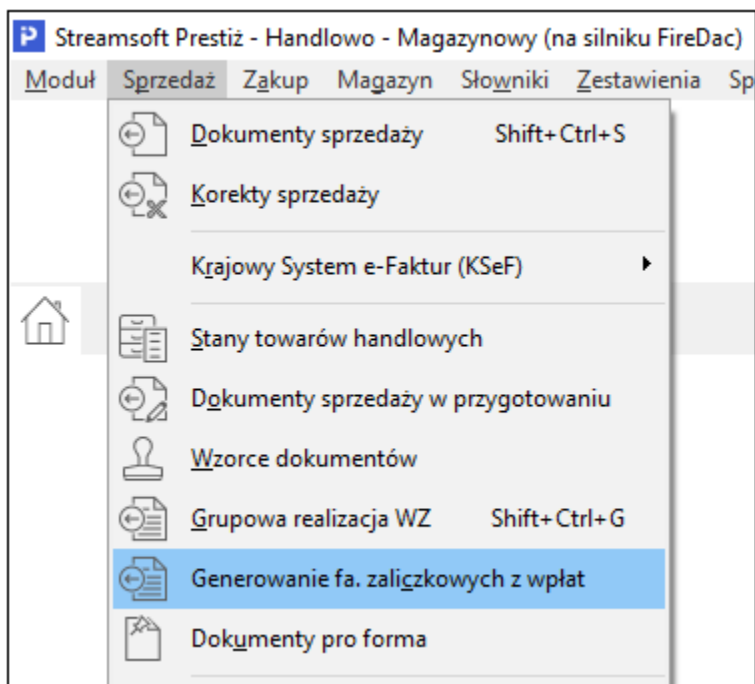 Streamsoft Prestiż - Handlowo - Magazynowy (na silniku FireDac)
Moduł Sprzedaż Zakup Magazyn Słowniki Zestawienia Sp
Dokumenty sprzedaży Shift+Ctrl+S
Korekty sprzedaży
Krajowy System e-Faktur (KSeF)
Stany towarów handlowych
Dokumenty sprzedaży w przygotowaniu
Wzorce dokumentów
Grupowa realizacja WZ Shift+Ctrl+G
Generowanie fa. zaliczkowych z wpłat
Dokumenty pro forma